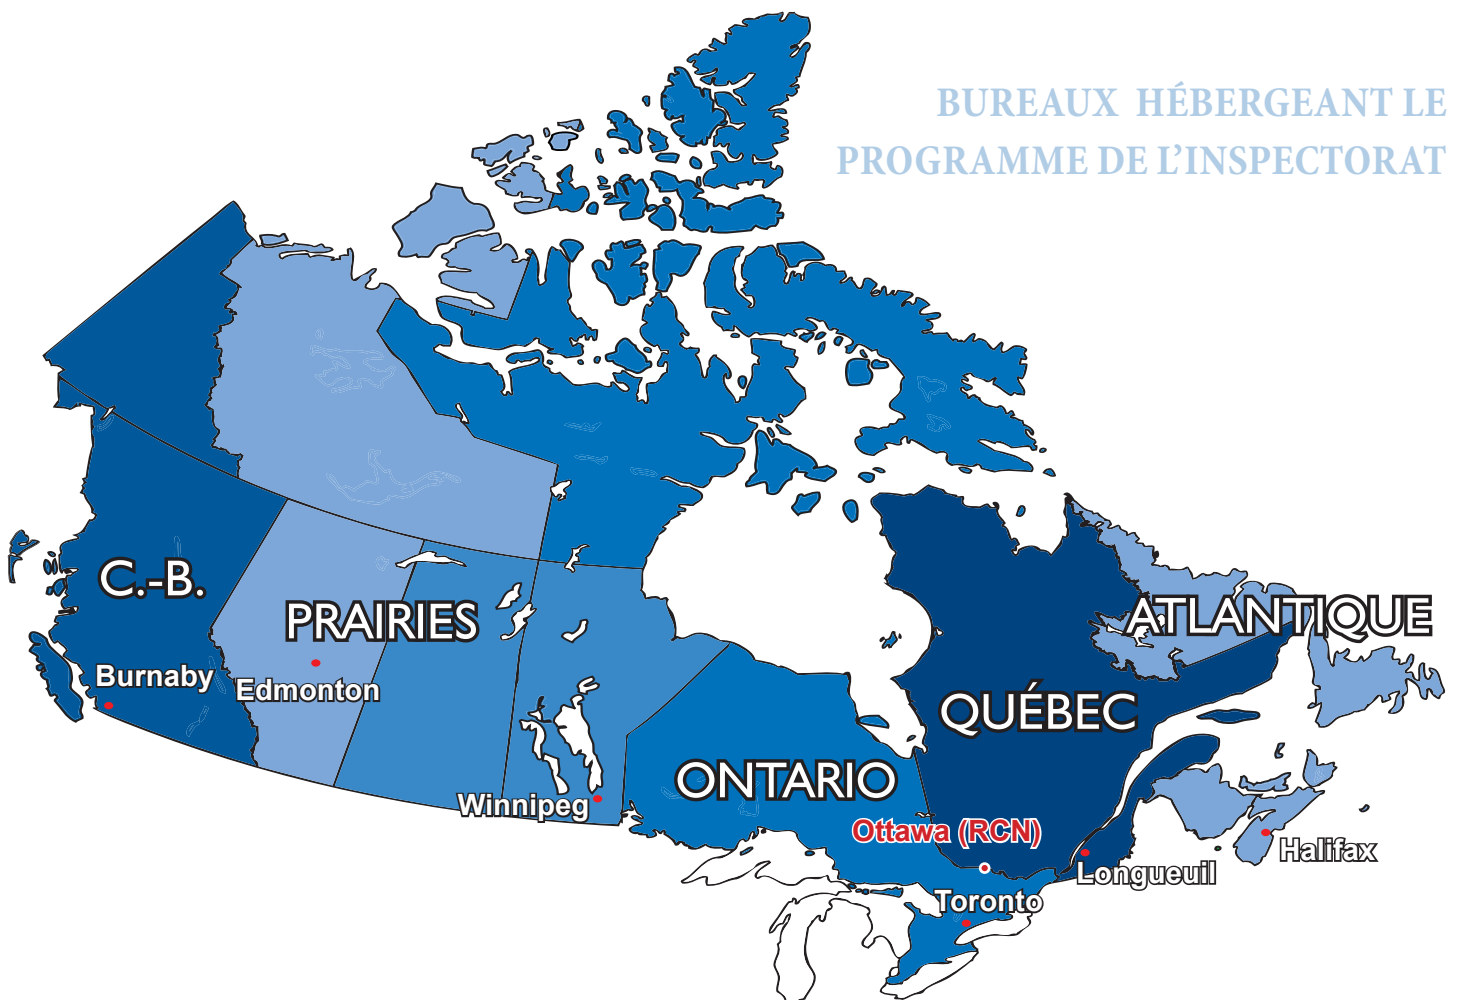 BUREAUX HÉBERGEANT LE
PROGRAMME DE L'INSPECTORAT
C.-B.
PRAIRIES
ATLANTIQUE
Burnaby
Edmonton
QUÉBEC
ONTARIO
Winnipeg
Ottawa (RCN)
Halifax
Longueuil
Toronto